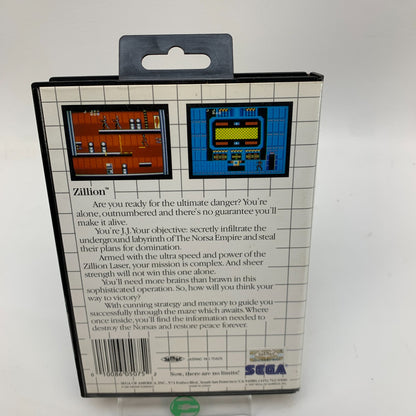 Zillion™
Are you ready for the ultimate danger? You're
alone, outnumbered and there's no guarantee you'll
make it alive.
You're J.J. Your objective: secretly infiltrate the
underground labyrinth of The Norsa Empire and steal
their plans for domination.
Armed with the ultra speed and power of the
Zillion Laser, your mission is complex. And sheer
strength will not win this one alone.
You'll need more brains than brawn in this
sophisticated operation. So, how will you think your
way to victory?
With cunning strategy and memory to guide you
successfully through the maze which awaits. Where
once inside, you'll find the information needed to
destroy the Norsas and restore peace forever.
Now, there are no limits!
SEGA